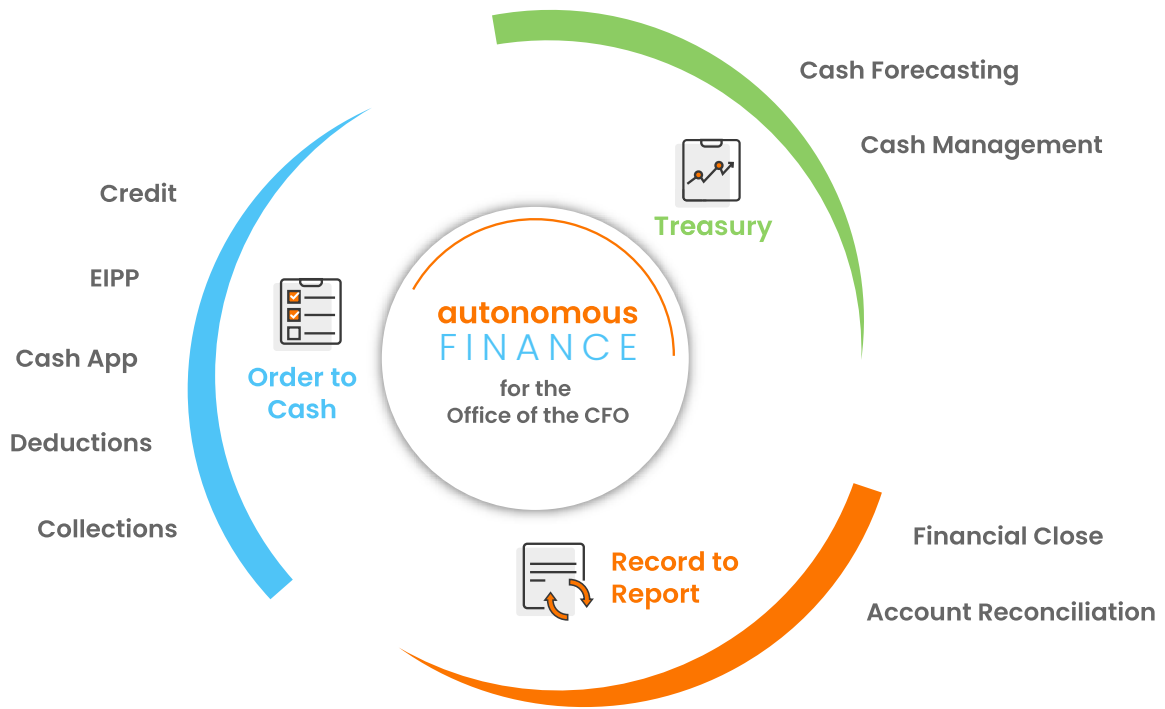 Cash Forecasting
Cash Management
Treasury
Credit
EIPP
Cash App
Deductions
Collections
Order to
Cash
autonomous
FINANCE
for the
Office of the CFO
Record to
Report
Financial Close
Account Reconciliation